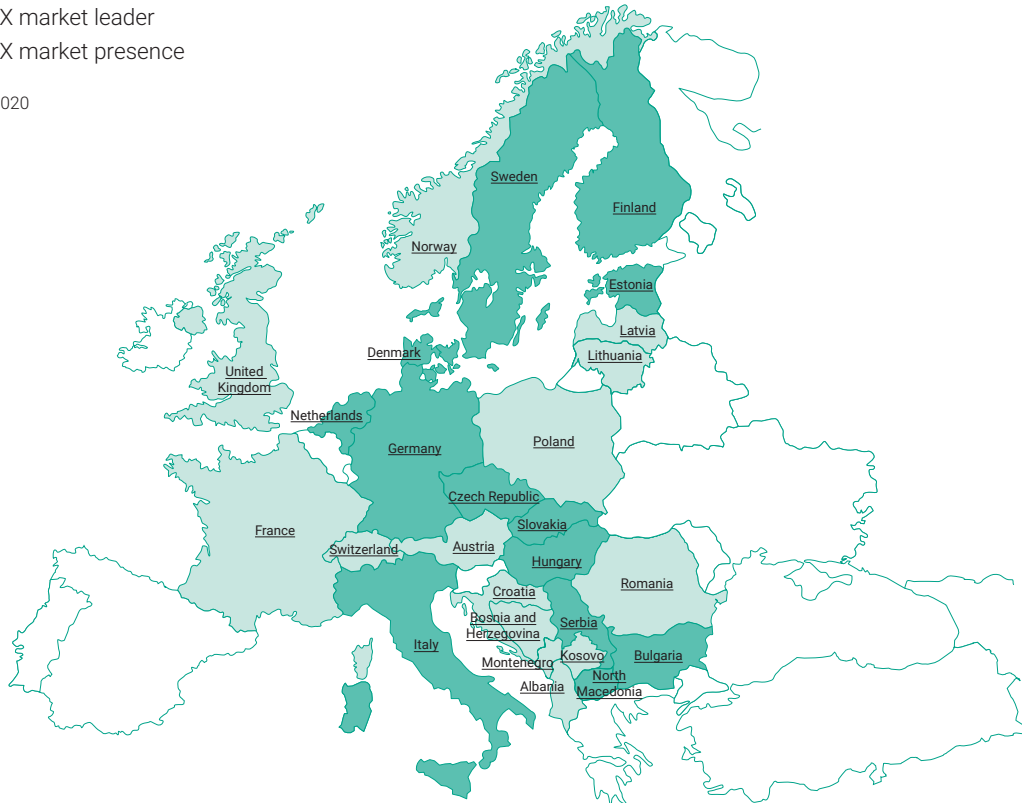 X market leader
X market presence
020
Sweden
Finland
Norway
Estonia
Latvia
Denmark
Lithuania
United
Kingdom
Netherlands
Poland
Germany
Czech Republic
Slovakia
France
Switzerland
Austria
Hungary
Romania
Croatia
Bosnia and
Herzegovina
Serbia
Italy
Kosovo
Bulgaria
Montenegro
North
Macedonia
Albania